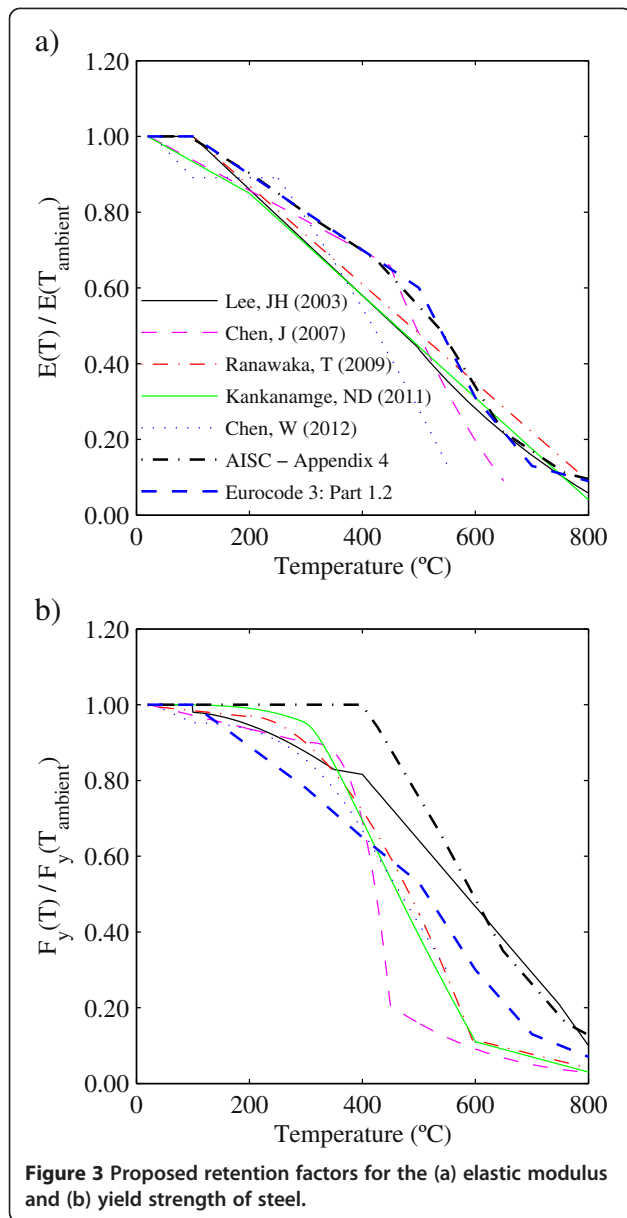 a)
1.20
1.00
0.80
0.60
0.40
0.20
0.00
E(T) / E(T_ambient)
Lee, JH (2003)
Chen, J (2007)
Ranawaka, T (2009)
Kankanamge, ND (2011)
Chen, W (2012)
AISC – Appendix 4
Eurocode 3: Part 1.2
0 200 400 600 800
Temperature (ºC)
b)
1.20
1.00
0.80
0.60
0.40
0.20
0.00
F_y(T) / F_y(T_ambient)
0 200 400 600 800
Temperature (ºC)
Figure 3 Proposed retention factors for the (a) elastic modulus
and (b) yield strength of steel.